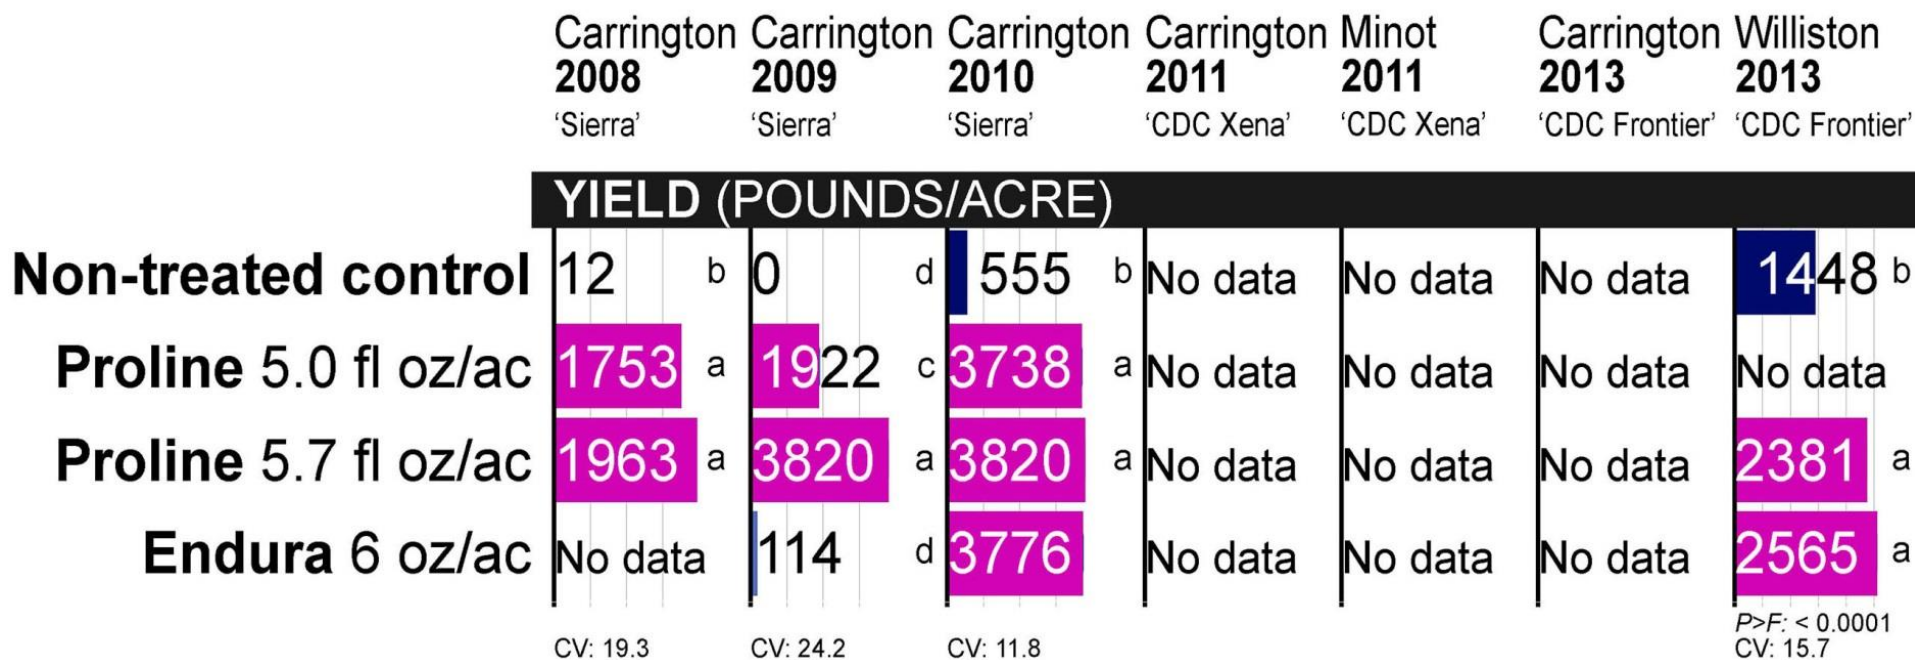 Carrington Carrington Carrington Carrington Minot Carrington Williston
2008 2009 2010 2011 2011 2013 2013
‘Sierra’ ‘Sierra’ ‘Sierra’ ‘CDC Xena’ ‘CDC Xena’ ‘CDC Frontier’ ‘CDC Frontier’
YIELD (POUNDS/ACRE)
Non-treated control 12 b 0 d 555 b No data No data No data 1448 b
Proline 5.0 fl oz/ac 1753 a 1922 c 3738 a No data No data No data No data
Proline 5.7 fl oz/ac 1963 a 3820 a 3820 a No data No data No data 2381 a
Endura 6 oz/ac No data 114 d 3776 No data No data No data 2565 a
P>F: < 0.0001
CV: 19.3 CV: 24.2 CV: 11.8 CV: 15.7